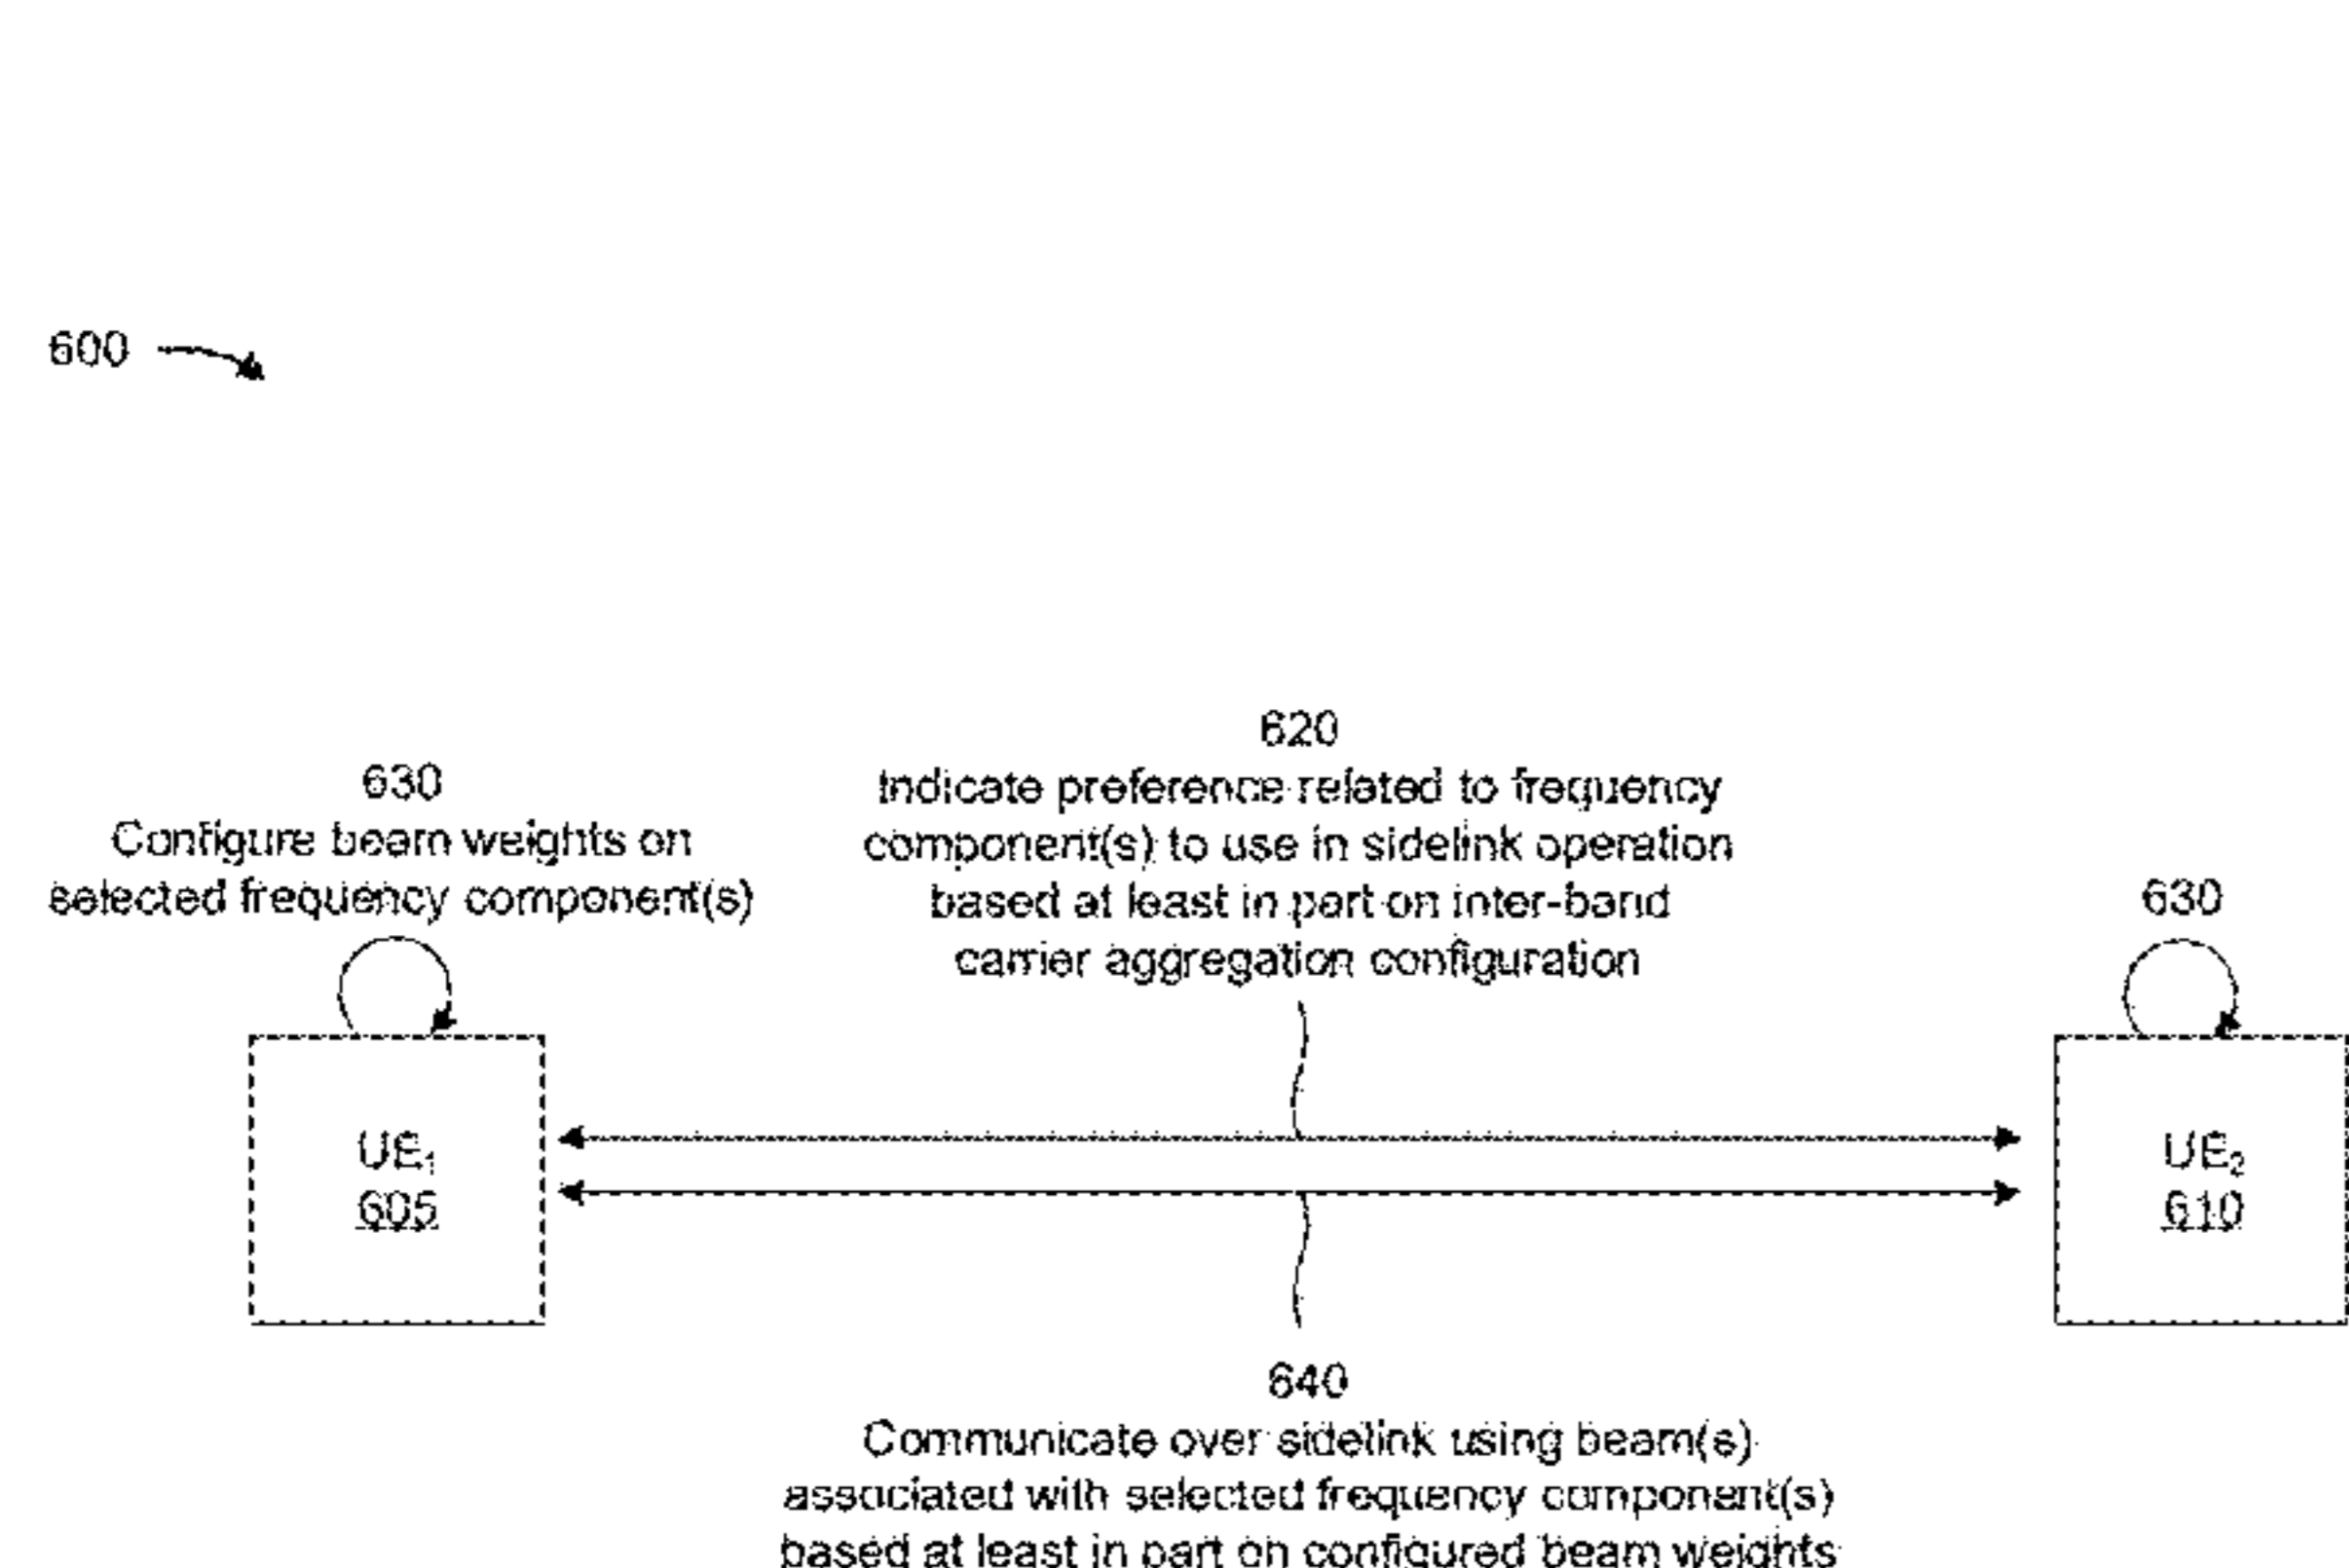 600
620
Indicate preference related to frequency
component(s) to use in sidelink operation
based at least in part on inter-band
carrier aggregation configuration
630
Configure beam weights on
selected frequency component(s)
630
UE₁
605
UE₂
610
640
Communicate over sidelink using beam(s)
associated with selected frequency component(s)
based at least in part on configured beam weights